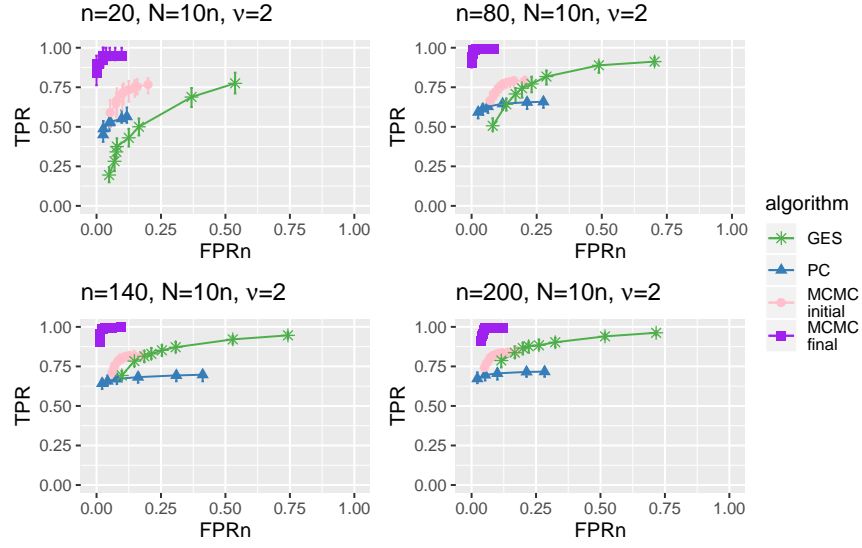 n=20, N=10n, ν=2
TPR
1.00
0.75
0.50
0.25
0.00
0.00 0.25 0.50 0.75 1.00
FPRn
n=80, N=10n, ν=2
TPR
1.00
0.75
0.50
0.25
0.00
0.00 0.25 0.50 0.75 1.00
FPRn
n=140, N=10n, ν=2
TPR
1.00
0.75
0.50
0.25
0.00
0.00 0.25 0.50 0.75 1.00
FPRn
n=200, N=10n, ν=2
TPR
1.00
0.75
0.50
0.25
0.00
0.00 0.25 0.50 0.75 1.00
FPRn
algorithm
GES
PC
MCMC
initial
MCMC
final